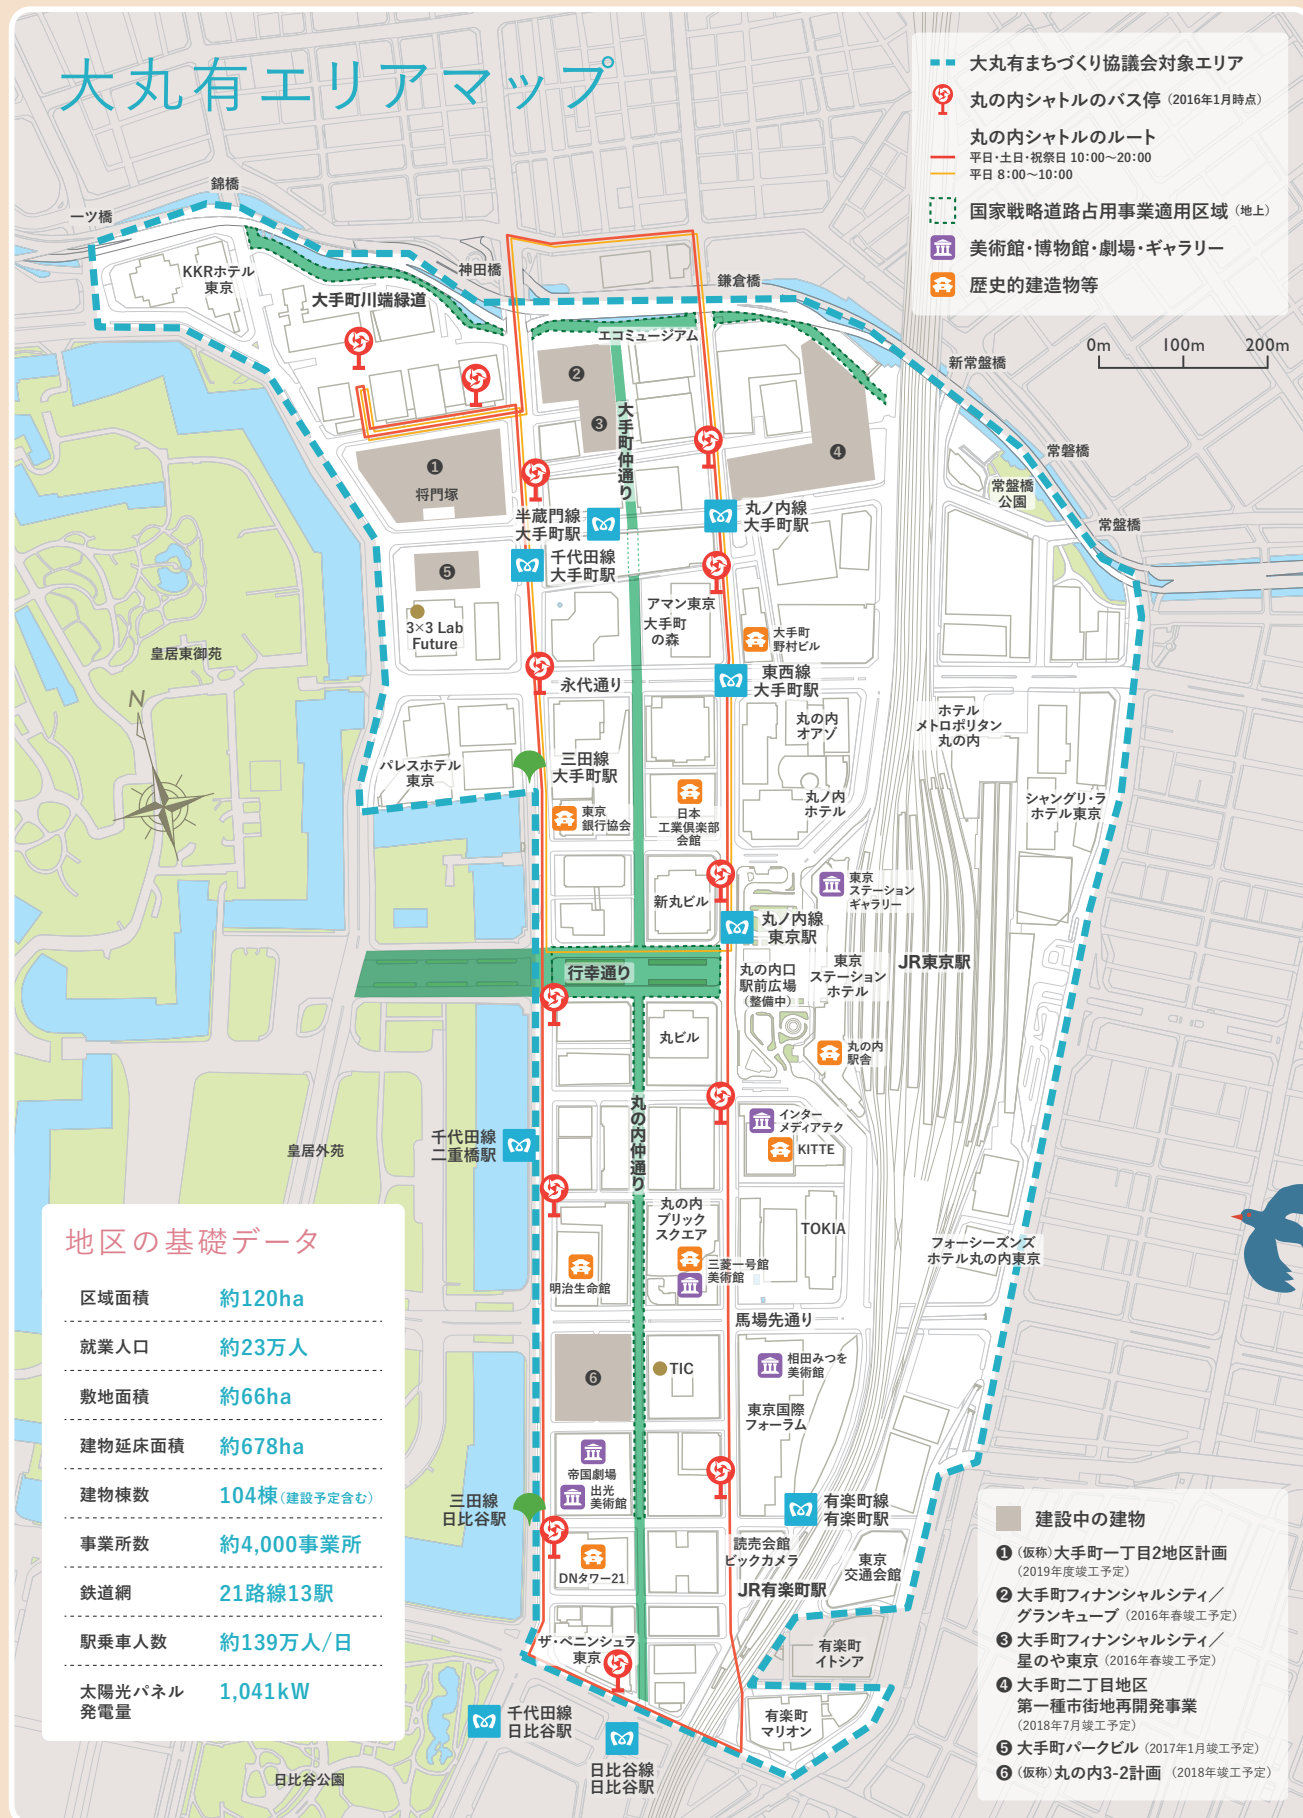 大丸有エリアマップ
大丸有まちづくり協議会対象エリア
丸の内シャトルのバス停（2016年1月時点）
丸の内シャトルのルート
平日・土日・祝祭日 10：00〜20：00
平日 8：00〜10：00
国家戦略道路占用事業適用区域（地上）
美術館・博物館・劇場・ギャラリー
歴史的建造物等
0m 100m 200m
錦橋
一ツ橋
神田橋
鎌倉橋
新常盤橋
常磐橋
常盤橋
公園
常盤橋
KKRホテル
東京
大手町川端緑道
エコミュージアム
❷
❸
大手町仲通り
❹
❶
将門塚
半蔵門線
大手町駅
丸ノ内線
大手町駅
千代田線
大手町駅
❺
3×3 Lab
Future
アマン東京
大手町
の森
大手町
野村ビル
皇居東御苑
N
永代通り
東西線
大手町駅
パレスホテル
東京
三田線
大手町駅
丸の内
オアゾ
ホテル
メトロポリタン
丸の内
東京
銀行協会
日本
工業倶楽部
会館
丸ノ内
ホテル
シャングリ・ラ
ホテル東京
新丸ビル
東京
ステーション
ギャラリー
丸ノ内線
東京駅
行幸通り
丸の内口
駅前広場
（整備中）
東京
ステーション
ホテル
JR東京駅
丸ビル
丸の内
駅舎
丸の内仲通り
インター
メディアテク
KITTE
千代田線
二重橋駅
皇居外苑
丸の内
ブリック
スクエア
TOKIA
三菱一号館
美術館
明治生命館
フォーシーズンズ
ホテル丸の内東京
馬場先通り
❻
TIC
相田みつを
美術館
東京国際
フォーラム
帝国劇場
出光
美術館
三田線
日比谷駅
有楽町線
有楽町駅
DNタワー21
読売会館
ビックカメラ
東京
交通会館
JR有楽町駅
ザ・ペニンシュラ
東京
有楽町
イトシア
有楽町
マリオン
千代田線
日比谷駅
日比谷線
日比谷駅
日比谷公園
地区の基礎データ
区域面積 約120ha
就業人口 約23万人
敷地面積 約66ha
建物延床面積 約678ha
建物棟数 104棟（建設予定含む）
事業所数 約4,000事業所
鉄道網 21路線13駅
駅乗車人数 約139万人/日
太陽光パネル 1,041kW
発電量
建設中の建物
❶（仮称）大手町一丁目2地区計画
（2019年度竣工予定）
❷ 大手町フィナンシャルシティ／
グランキューブ（2016年春竣工予定）
❸ 大手町フィナンシャルシティ／
星のや東京（2016年春竣工予定）
❹ 大手町二丁目地区
第一種市街地再開発事業
（2018年7月竣工予定）
❺ 大手町パークビル（2017年1月竣工予定）
❻（仮称）丸の内3-2計画（2018年竣工予定）